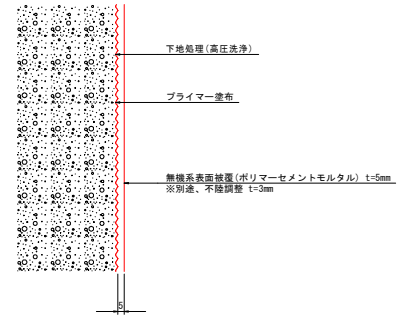 下地処理(高圧洗浄)
プライマー塗布
無機系表面被覆(ポリマーセメントモルタル) t=5mm
※別途、不陸調整 t=3mm
5